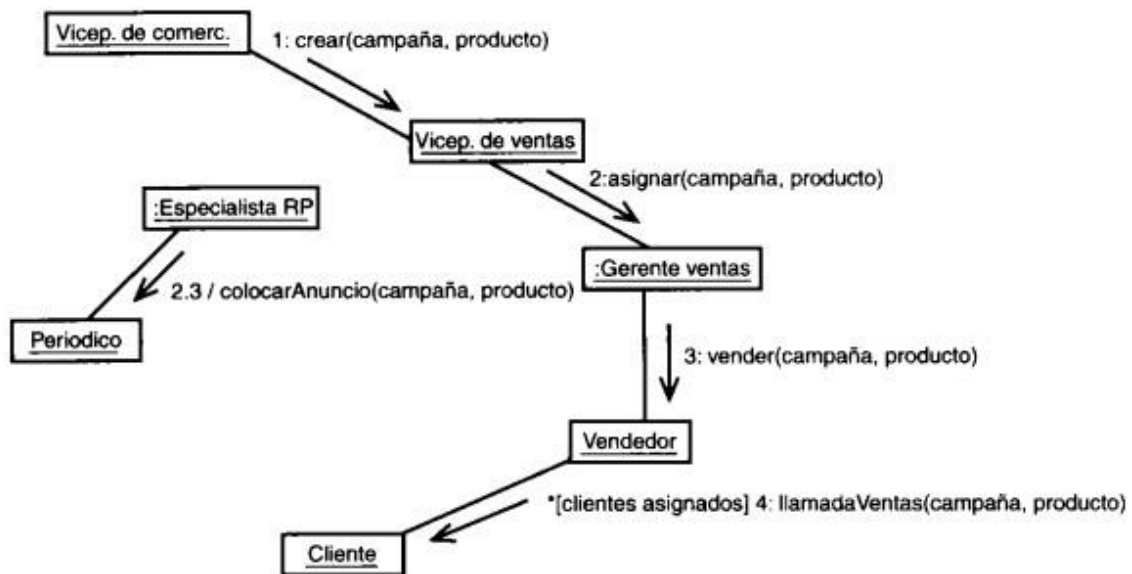 Vicep. de comerc.
1: crear(campaña, producto)
Vicep. de ventas
2:asignar(campaña, producto)
:Especialista RP
:Gerente ventas
2.3 / colocarAnuncio(campaña, producto)
Periodico
3: vender(campaña, producto)
Vendedor
*[clientes asignados] 4: llamadaVentas(campaña, producto)
Cliente